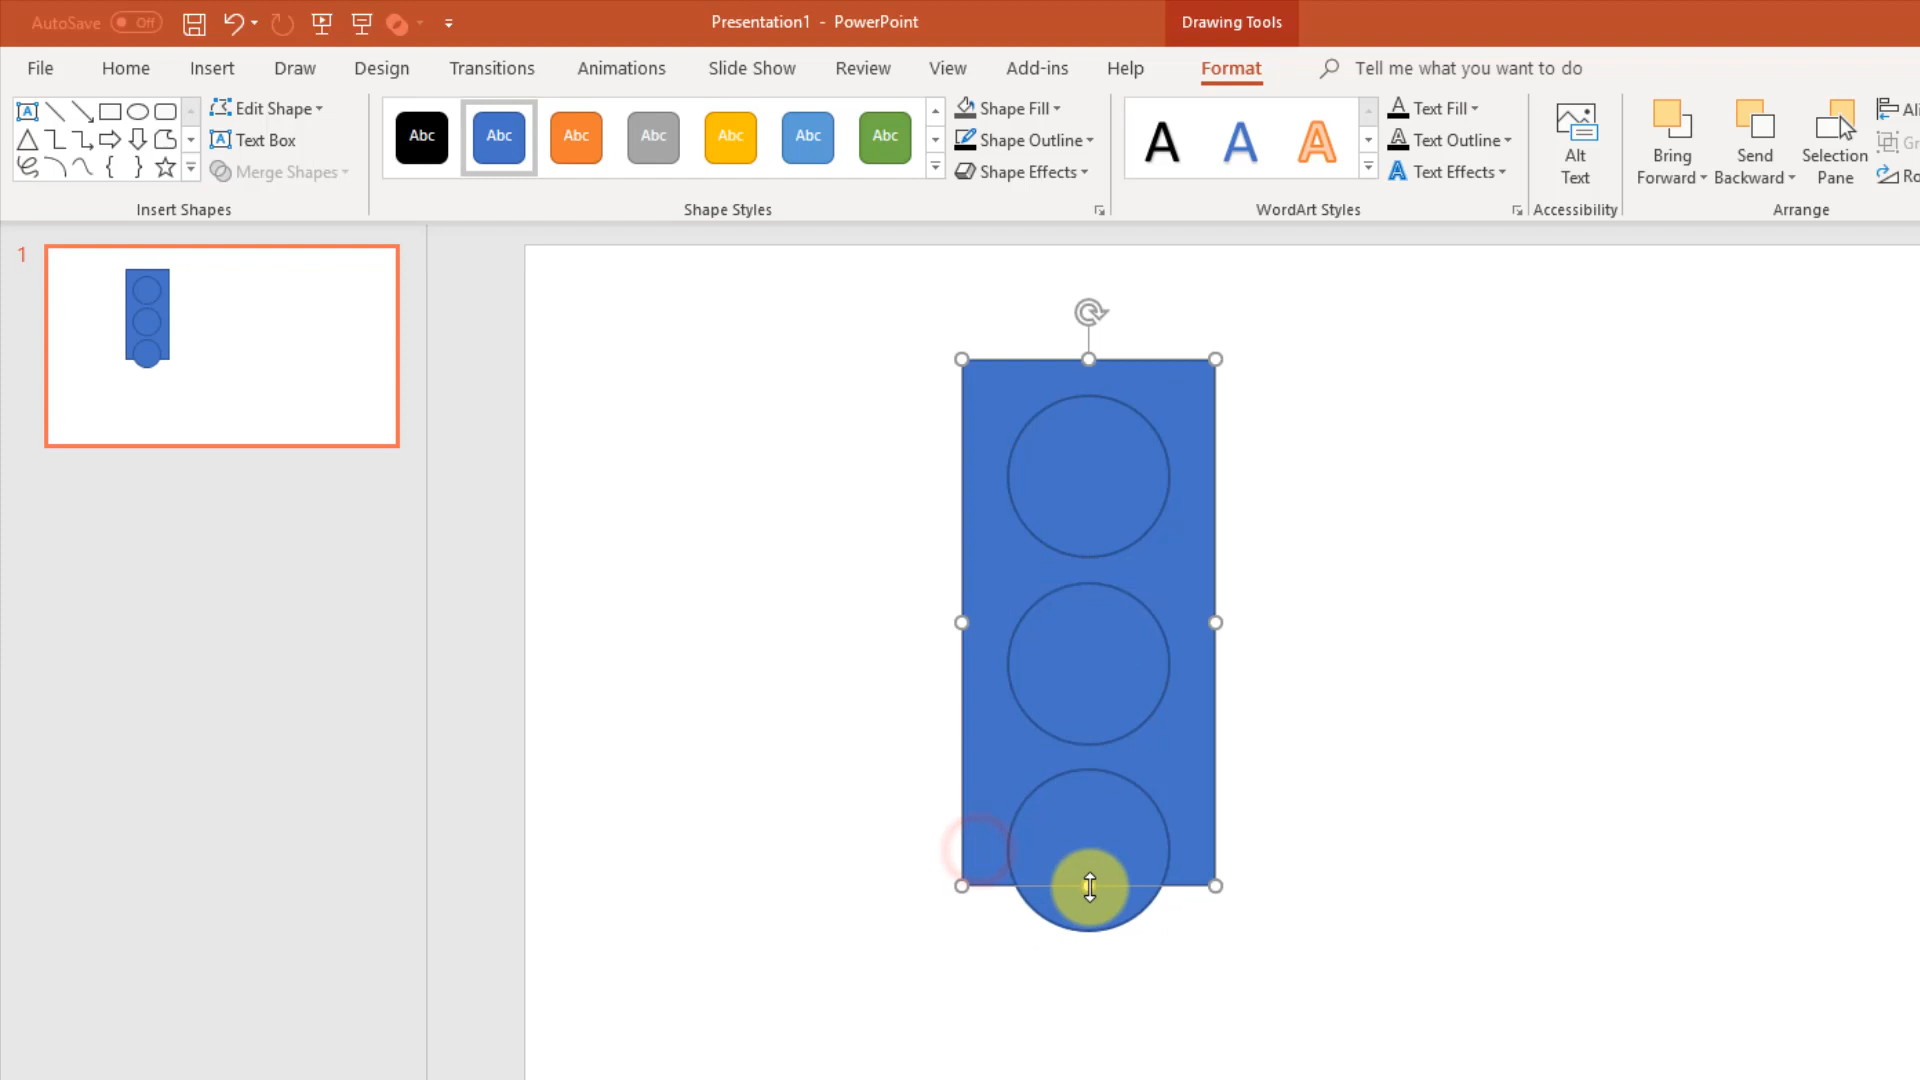 AutoSave Off Presentation1 - PowerPoint Drawing Tools
File Home Insert Draw Design Transitions Animations Slide Show Review View Add-ins Help Format Tell me what you want to do
Edit Shape
Text Box
Merge Shapes
Insert Shapes
Abc Abc Abc Abc Abc Abc Abc
Shape Fill
Shape Outline
Shape Effects
Shape Styles
A A A
Text Fill
Text Outline
Text Effects
WordArt Styles
Alt
Text
Accessibility
Bring
Forward
Send
Backward
Selection
Pane
Ali
Gr
Ro
Arrange
1